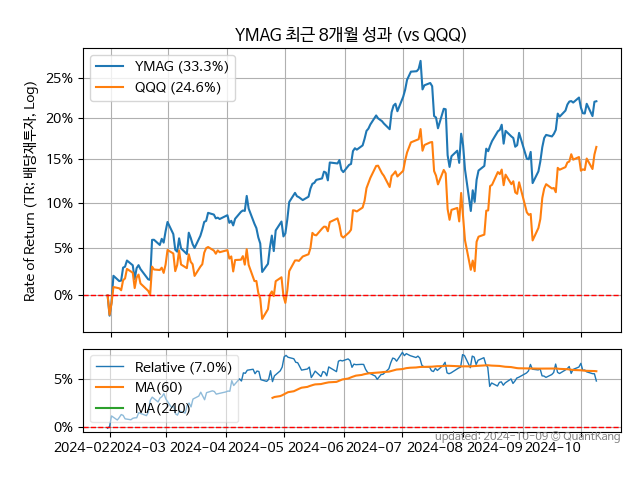 YMAG 최근 8개월 성과 (vs QQQ)
YMAG (33.3%)
QQQ (24.6%)
Rate of Return (TR: 배당재투자, Log)
25%
20%
15%
10%
5%
0%
Relative (7.0%)
MA(60)
MA(240)
5%
0%
2024-02 2024-03 2024-04 2024-05 2024-06 2024-07 2024-08 2024-09 2024-10
updated: 2024-10-09 © QuantKang